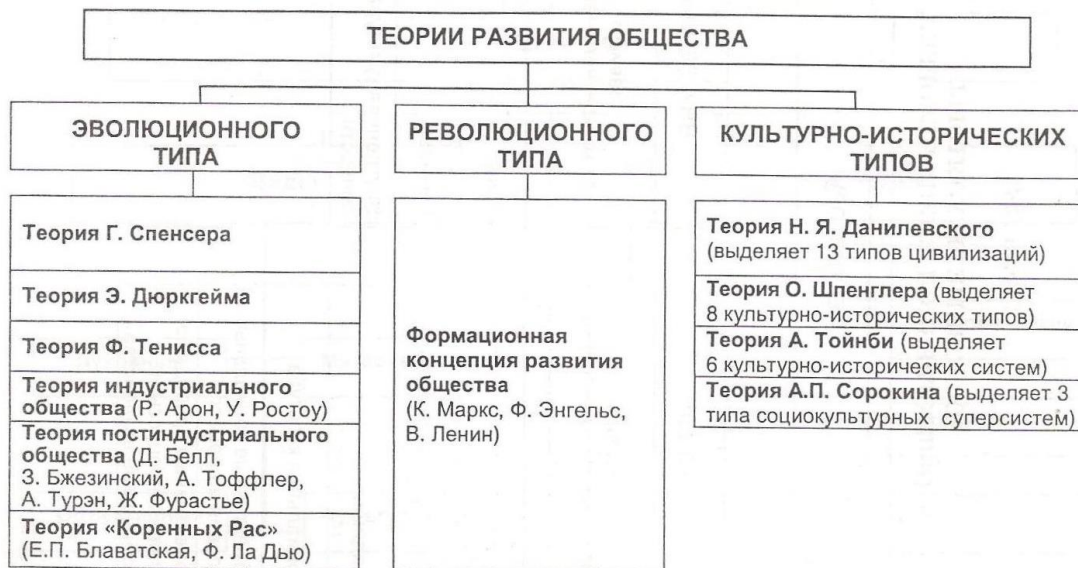 ТЕОРИИ РАЗВИТИЯ ОБЩЕСТВА
ЭВОЛЮЦИОННОГО
ТИПА
Теория Г. Спенсера
Теория Э. Дюркгейма
Теория Ф. Тенисса
Теория индустриального
общества (Р. Арон, У. Ростоу)
Теория постиндустриального
общества (Д. Белл,
З. Бжезинский, А. Тоффлер,
А. Турэн, Ж. Фурастье)
Теория «Коренных Рас»
(Е.П. Блаватская, Ф. Ла Дью)
РЕВОЛЮЦИОННОГО
ТИПА
Формационная
концепция развития
общества
(К. Маркс, Ф. Энгельс,
В. Ленин)
КУЛЬТУРНО-ИСТОРИЧЕСКИХ
ТИПОВ
Теория Н. Я. Данилевского
(выделяет 13 типов цивилизаций)
Теория О. Шпенглера (выделяет
8 культурно-исторических типов)
Теория А. Тойнби (выделяет
6 культурно-исторических систем)
Теория А.П. Сорокина (выделяет 3
типа социокультурных суперсистем)